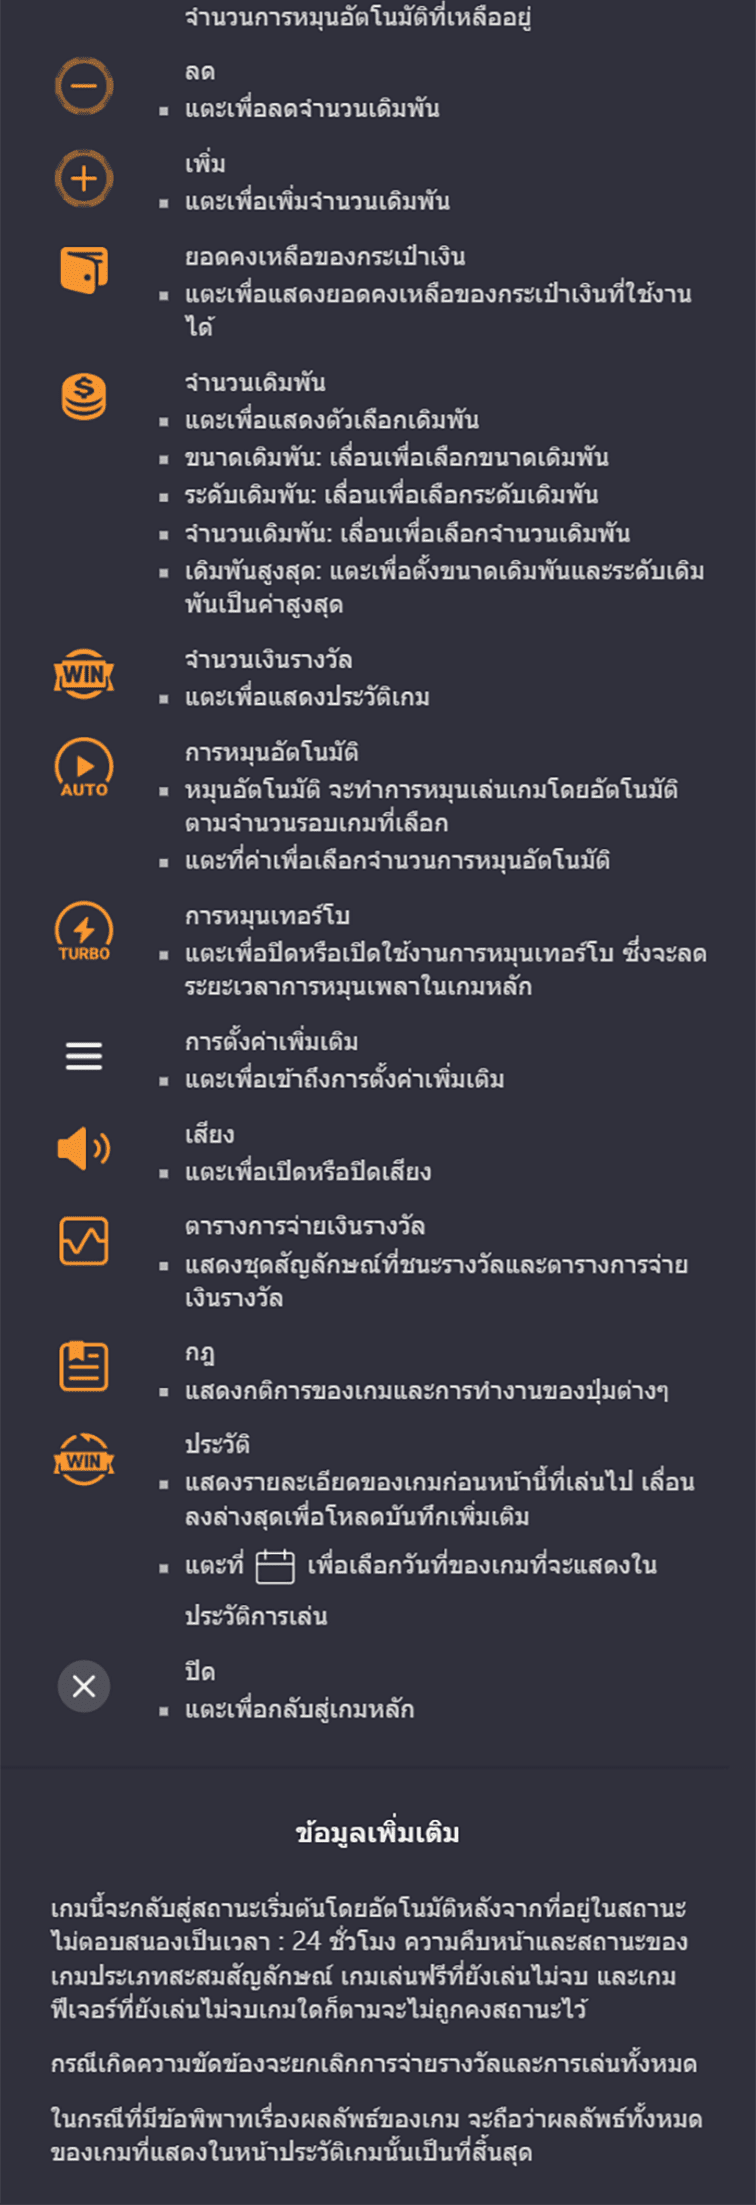 จำนวนการหมุนอัตโนมัติที่เหลืออยู่
ลด
▪ แตะเพื่อลดจำนวนเดิมพัน
เพิ่ม
▪ แตะเพื่อเพิ่มจำนวนเดิมพัน
ยอดคงเหลือของกระเป๋าเงิน
▪ แตะเพื่อแสดงยอดคงเหลือของกระเป๋าเงินที่ใช้งาน
ได้
จำนวนเดิมพัน
▪ แตะเพื่อแสดงตัวเลือกเดิมพัน
▪ ขนาดเดิมพัน: เลื่อนเพื่อเลือกขนาดเดิมพัน
▪ ระดับเดิมพัน: เลื่อนเพื่อเลือกระดับเดิมพัน
▪ จำนวนเดิมพัน: เลื่อนเพื่อเลือกจำนวนเดิมพัน
▪ เดิมพันสูงสุด: แตะเพื่อตั้งขนาดเดิมพันและระดับเดิม
พันเป็นค่าสูงสุด
WIN
จำนวนเงินรางวัล
▪ แตะเพื่อแสดงประวัติเกม
AUTO
การหมุนอัตโนมัติ
▪ หมุนอัตโนมัติ จะทำการหมุนเล่นเกมโดยอัตโนมัติ
ตามจำนวนรอบเกมที่เลือก
▪ แตะที่ค่าเพื่อเลือกจำนวนการหมุนอัตโนมัติ
TURBO
การหมุนเทอร์โบ
▪ แตะเพื่อปิดหรือเปิดใช้งานการหมุนเทอร์โบ ซึ่งจะลด
ระยะเวลาการหมุนเพลาในเกมหลัก
การตั้งค่าเพิ่มเติม
▪ แตะเพื่อเข้าถึงการตั้งค่าเพิ่มเติม
เสียง
▪ แตะเพื่อเปิดหรือปิดเสียง
ตารางการจ่ายเงินรางวัล
▪ แสดงชุดสัญลักษณ์ที่ชนะรางวัลและตารางการจ่าย
เงินรางวัล
กฎ
▪ แสดงกติการของเกมและการทำงานของปุ่มต่างๆ
WIN
ประวัติ
▪ แสดงรายละเอียดของเกมก่อนหน้านี้ที่เล่นไป เลื่อน
ลงล่างสุดเพื่อโหลดบันทึกเพิ่มเติม
▪ แตะที่ เพื่อเลือกวันที่ของเกมที่จะแสดงใน
ประวัติการเล่น
ปิด
▪ แตะเพื่อกลับสู่เกมหลัก
ข้อมูลเพิ่มเติม
เกมนี้จะกลับสู่สถานะเริ่มต้นโดยอัตโนมัติหลังจากที่อยู่ในสถานะ
ไม่ตอบสนองเป็นเวลา : 24 ชั่วโมง ความคืบหน้าและสถานะของ
เกมประเภทสะสมสัญลักษณ์ เกมเล่นฟรีที่ยังเล่นไม่จบ และเกม
ฟีเจอร์ที่ยังเล่นไม่จบเกมใดก็ตามจะไม่ถูกคงสถานะไว้
กรณีเกิดความขัดข้องจะยกเลิกการจ่ายรางวัลและการเล่นทั้งหมด
ในกรณีที่มีข้อพิพาทเรื่องผลลัพธ์ของเกม จะถือว่าผลลัพธ์ทั้งหมด
ของเกมที่แสดงในหน้าประวัติเกมนั้นเป็นที่สิ้นสุด